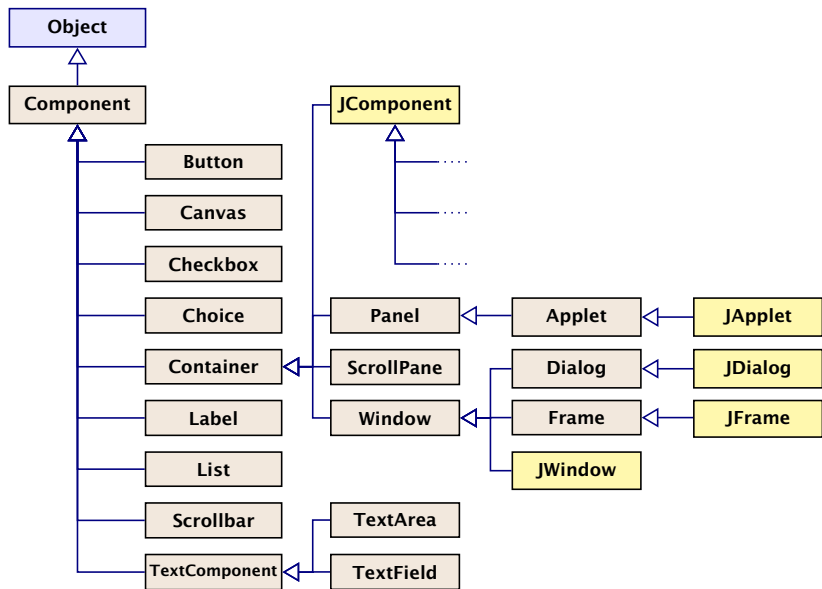 Object
Component
JComponent
Button
.....
Canvas
.....
Checkbox
.....
Choice
Panel
Applet
JApplet
Container
ScrollPane
Dialog
JDialog
Label
Window
Frame
JFrame
List
JWindow
Scrollbar
TextArea
TextComponent
TextField